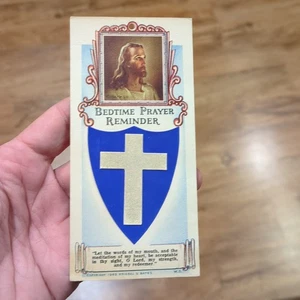 BEDTIME PRAYER
REMINDER
"Let the words of my mouth, and the
meditation of my heart, be acceptable
in thy sight, O Lord, my strength,
and my redeemer."